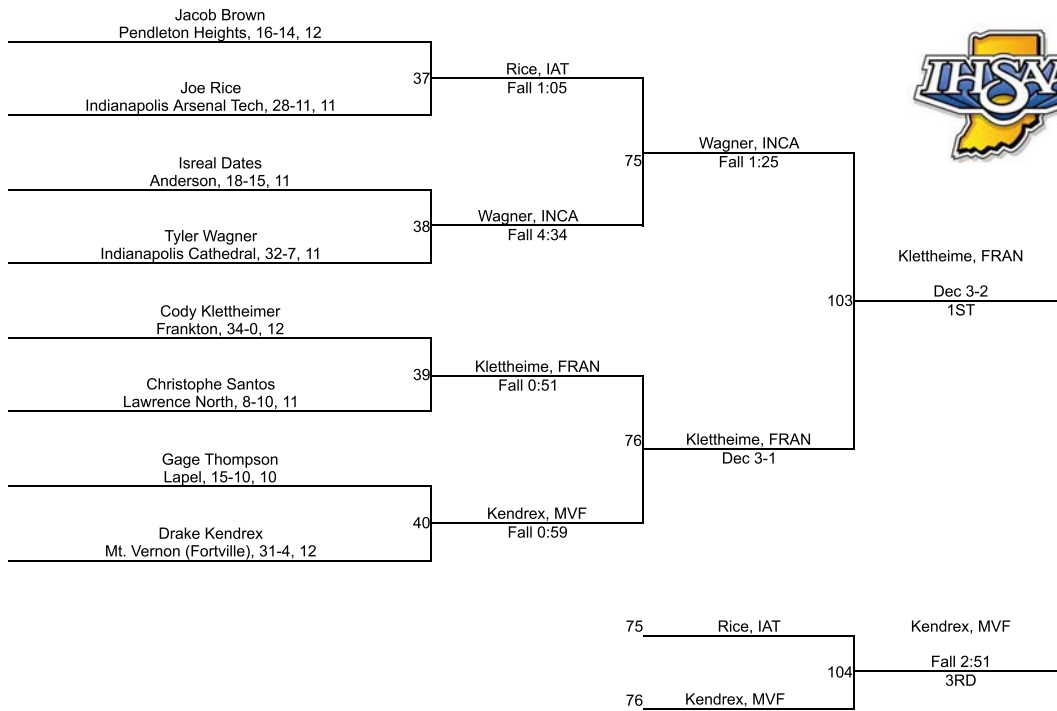 Jacob Brown
Pendleton Heights, 16-14, 12
37
Joe Rice
Indianapolis Arsenal Tech, 28-11, 11
Rice, IAT
Fall 1:05
Isreal Dates
Anderson, 18-15, 11
38
Tyler Wagner
Indianapolis Cathedral, 32-7, 11
Wagner, INCA
Fall 4:34
75
Wagner, INCA
Fall 1:25
Cody Klettheimer
Frankton, 34-0, 12
39
Christophe Santos
Lawrence North, 8-10, 11
Klettheime, FRAN
Fall 0:51
Gage Thompson
Lapel, 15-10, 10
40
Drake Kendrex
Mt. Vernon (Fortville), 31-4, 12
Kendrex, MVF
Fall 0:59
76
Klettheime, FRAN
Dec 3-1
103
IHSAA
Klettheime, FRAN
Dec 3-2
1ST
75
Rice, IAT
76
Kendrex, MVF
104
Kendrex, MVF
Fall 2:51
3RD